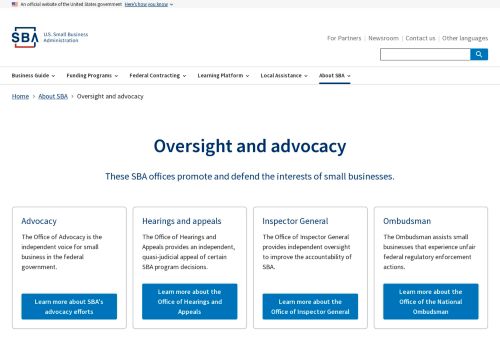 An official website of the United States government Here's how you know
SBA U.S. Small Business
Administration
For Partners Newsroom Contact us Other languages
Business Guide Funding Programs Federal Contracting Learning Platform Local Assistance About SBA
Home About SBA Oversight and advocacy
Oversight and advocacy
These SBA offices promote and defend the interests of small businesses.
Advocacy
The Office of Advocacy is the
independent voice for small
business in the federal
government.
Learn more about SBA's
advocacy efforts
Hearings and appeals
The Office of Hearings and
Appeals provides an independent,
quasi-judicial appeal of certain
SBA program decisions.
Learn more about the
Office of Hearings and
Appeals
Inspector General
The Office of Inspector General
provides independent oversight
to improve the accountability of
SBA.
Learn more about the
Office of Inspector General
Ombudsman
The Ombudsman assists small
businesses that experience unfair
federal regulatory enforcement
actions.
Learn more about the
Office of the National
Ombudsman